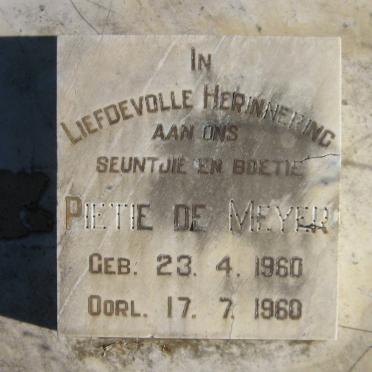 IN
LIEFDEVOLLE HERINNERING
AAN ONS
SEUNTJIE EN BOETIE
PIETIE DE MEYER
GEB. 23. 4. 1960
OORL. 17. 7. 1960